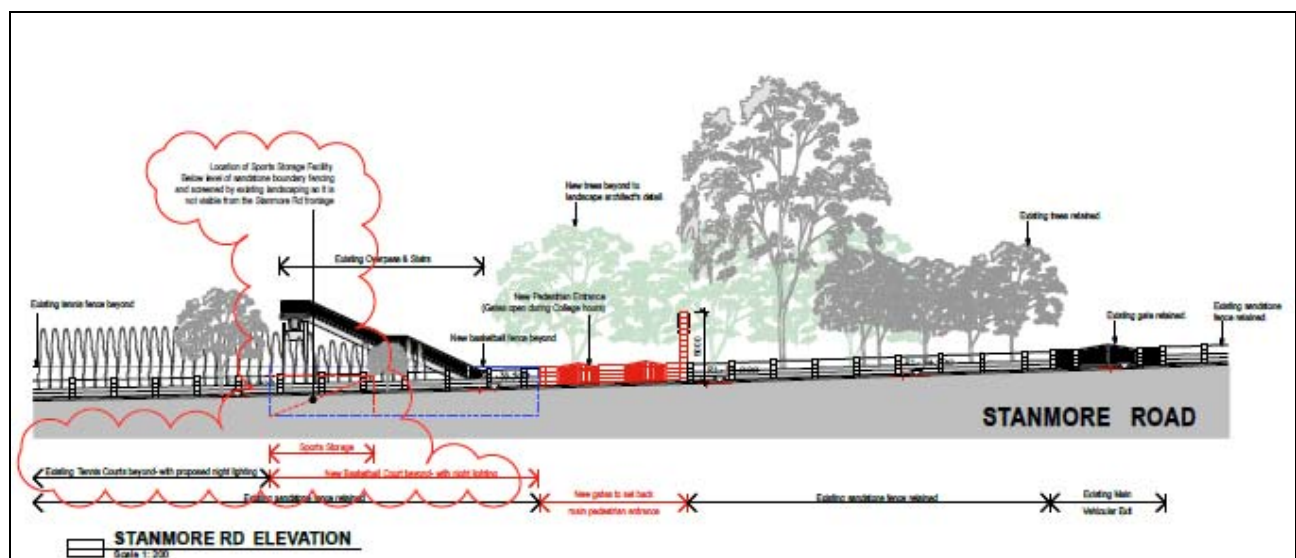 Location of Sports Storage Facility
Below level of sandstone boundary fencing
and screened by existing landscaping so it is
not visible from the Stanmore Rd frontage
New trees beyond to
landscape architect's detail
Existing trees retained
Existing Overpass & Stairs
Existing tennis fence beyond
New Pedestrian Entrance
(Gates open during College hours)
New basketball fence beyond
Existing gate retained
Existing sandstone
fence retained
STANMORE ROAD
Sports Storage
Existing Tennis Courts beyond- with proposed night lighting
New Basketball Court beyond- with night lighting
Existing sandstone fence retained
New gates to set back
main pedestrian entrance
Existing sandstone fence retained
Existing Main
Vehicular Exit
STANMORE RD ELEVATION
Scale 1: 200